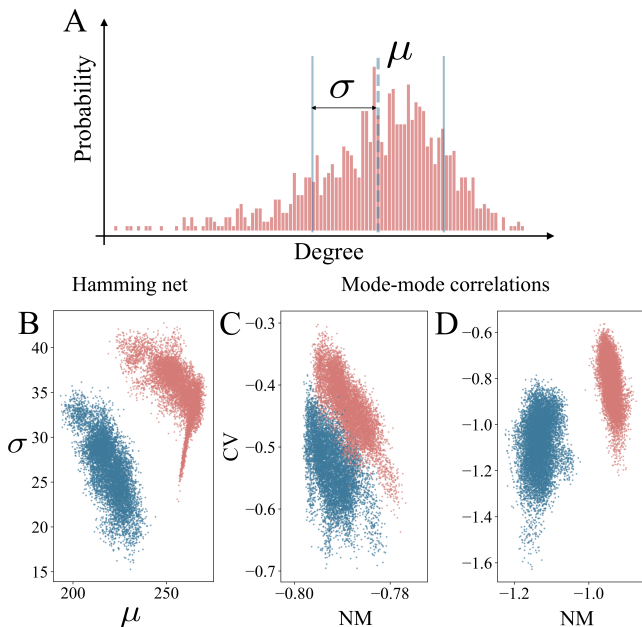 A
μ
σ
Probability
Degree
Hamming net
Mode-mode correlations
B
40
35
30
σ
25
20
15
200
250
μ
C
−0.3
−0.4
CV
−0.5
−0.6
−0.7
−0.80
−0.78
NM
D
−0.6
−0.8
−1.0
−1.2
−1.4
−1.6
−1.2
−1.0
NM